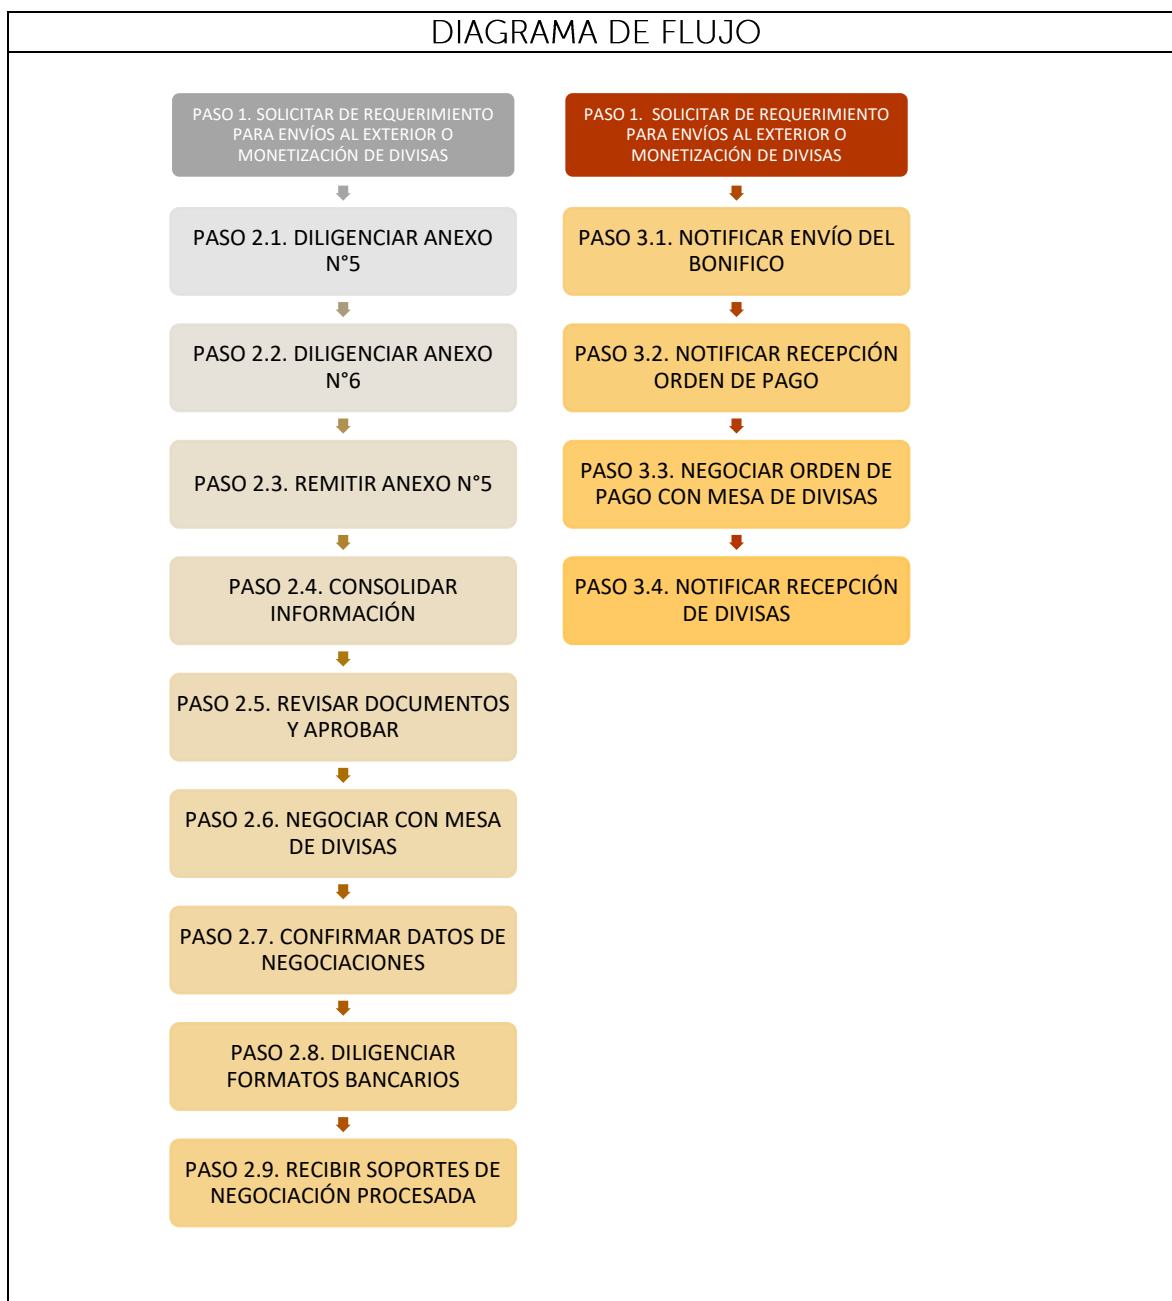 DIAGRAMA DE FLUJO
PASO 1. SOLICITAR DE REQUERIMIENTO
PARA ENVÍOS AL EXTERIOR O
MONETIZACIÓN DE DIVISAS
PASO 2.1. DILIGENCIAR ANEXO
N°5
PASO 2.2. DILIGENCIAR ANEXO
N°6
PASO 2.3. REMITIR ANEXO N°5
PASO 2.4. CONSOLIDAR
INFORMACIÓN
PASO 2.5. REVISAR DOCUMENTOS
Y APROBAR
PASO 2.6. NEGOCIAR CON MESA
DE DIVISAS
PASO 2.7. CONFIRMAR DATOS DE
NEGOCIACIONES
PASO 2.8. DILIGENCIAR
FORMATOS BANCARIOS
PASO 2.9. RECIBIR SOPORTES DE
NEGOCIACIÓN PROCESADA
PASO 1. SOLICITAR DE REQUERIMIENTO
PARA ENVÍOS AL EXTERIOR O
MONETIZACIÓN DE DIVISAS
PASO 3.1. NOTIFICAR ENVÍO DEL
BONIFICO
PASO 3.2. NOTIFICAR RECEPCIÓN
ORDEN DE PAGO
PASO 3.3. NEGOCIAR ORDEN DE
PAGO CON MESA DE DIVISAS
PASO 3.4. NOTIFICAR RECEPCIÓN
DE DIVISAS